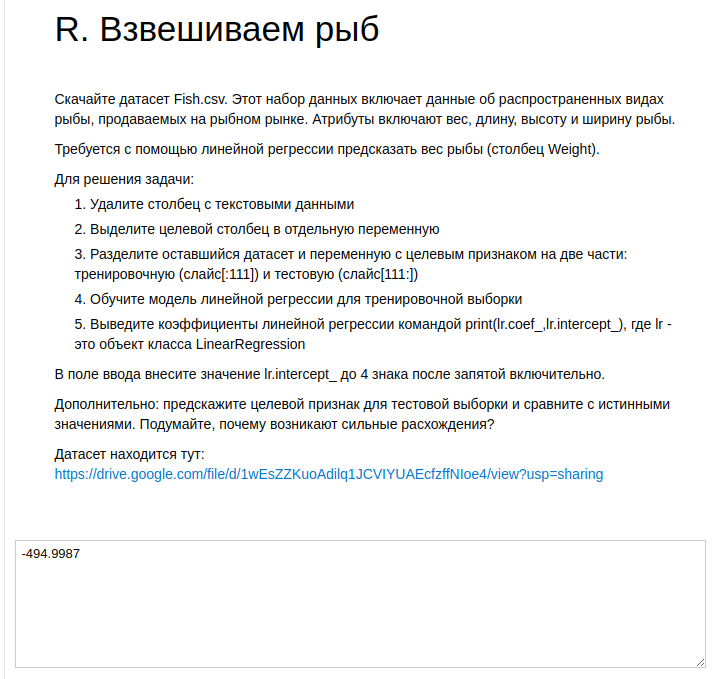 R. Взвешиваем рыб
Скачайте датасет Fish.csv. Этот набор данных включает данные об распространенных видах
рыбы, продаваемых на рыбном рынке. Атрибуты включают вес, длину, высоту и ширину рыбы.
Требуется с помощью линейной регрессии предсказать вес рыбы (столбец Weight).
Для решения задачи:
1. Удалите столбец с текстовыми данными
2. Выделите целевой столбец в отдельную переменную
3. Разделите оставшийся датасет и переменную с целевым признаком на две части:
тренировочную (слайс[:111]) и тестовую (слайс[111:])
4. Обучите модель линейной регрессии для тренировочной выборки
5. Выведите коэффициенты линейной регрессии командой print(lr.coef_,lr.intercept_), где lr -
это объект класса LinearRegression
В поле ввода внесите значение lr.intercept_ до 4 знака после запятой включительно.
Дополнительно: предскажите целевой признак для тестовой выборки и сравните с истинными
значениями. Подумайте, почему возникают сильные расхождения?
Датасет находится тут:
https://drive.google.com/file/d/1wEsZZKuoAdilq1JCVIYUAEcfzffNIoe4/view?usp=sharing
-494.9987